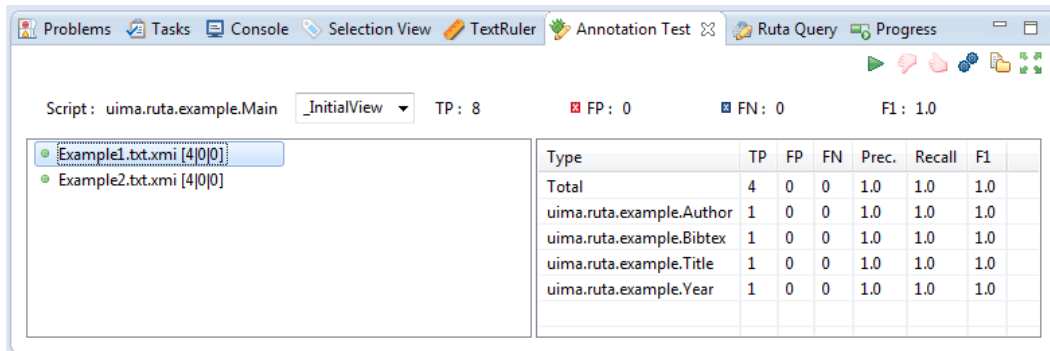 Problems Tasks Console Selection View TextRuler Annotation Test Ruta Query Progress
Script : uima.ruta.example.Main _InitialView TP : 8 FP : 0 FN : 0 F1 : 1.0
Example1.txt.xmi [4|0|0]
Example2.txt.xmi [4|0|0]
Type TP FP FN Prec. Recall F1
Total 4 0 0 1.0 1.0 1.0
uima.ruta.example.Author 1 0 0 1.0 1.0 1.0
uima.ruta.example.Bibtex 1 0 0 1.0 1.0 1.0
uima.ruta.example.Title 1 0 0 1.0 1.0 1.0
uima.ruta.example.Year 1 0 0 1.0 1.0 1.0